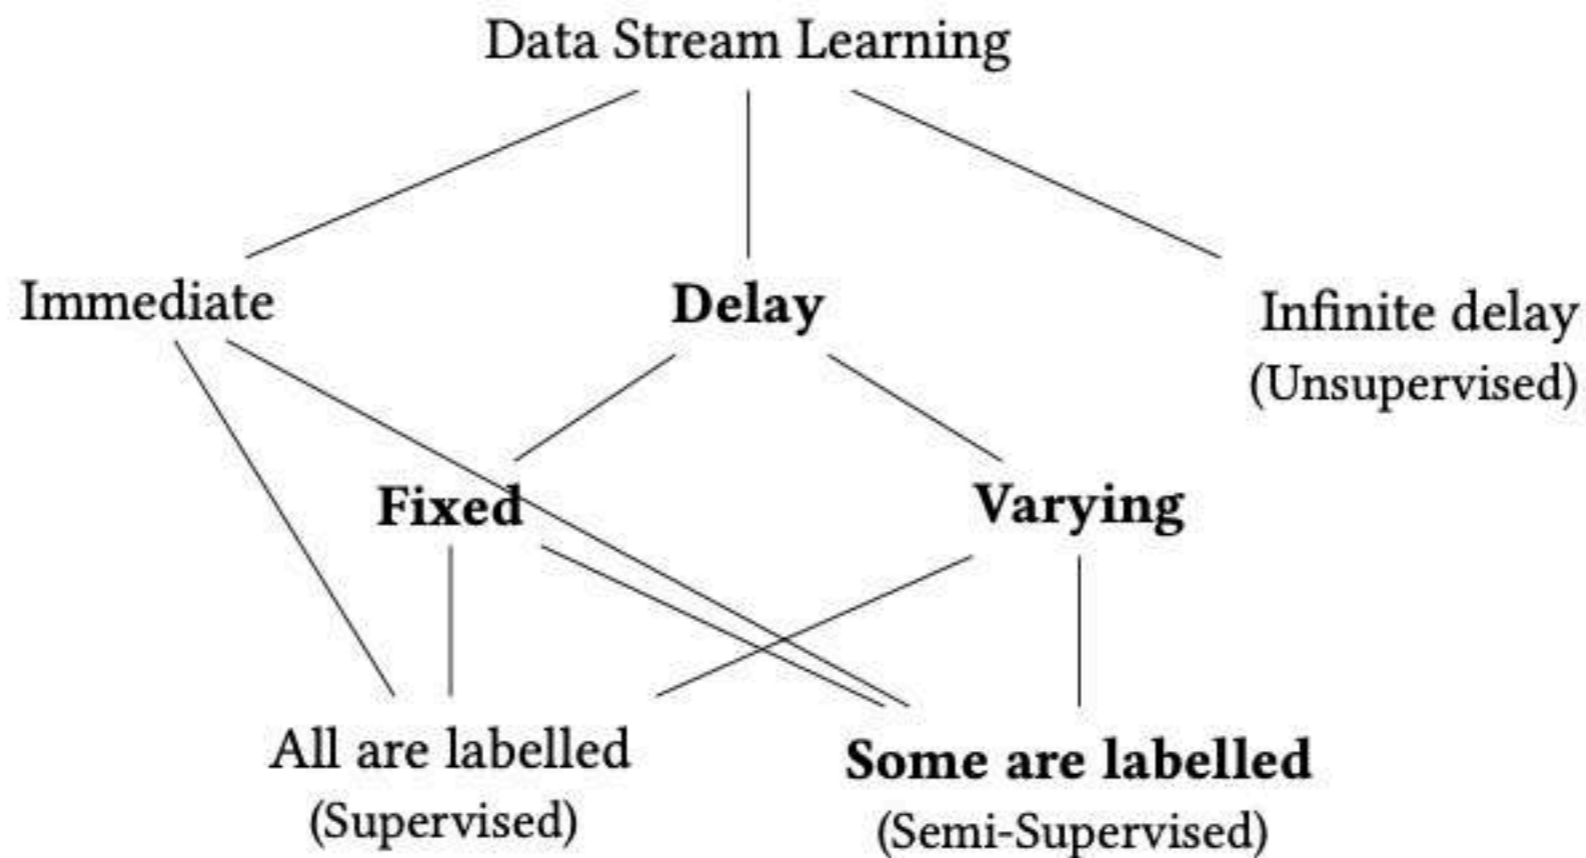 Data Stream Learning
Immediate
Delay
Infinite delay
(Unsupervised)
Fixed
Varying
All are labelled
(Supervised)
Some are labelled
(Semi-Supervised)